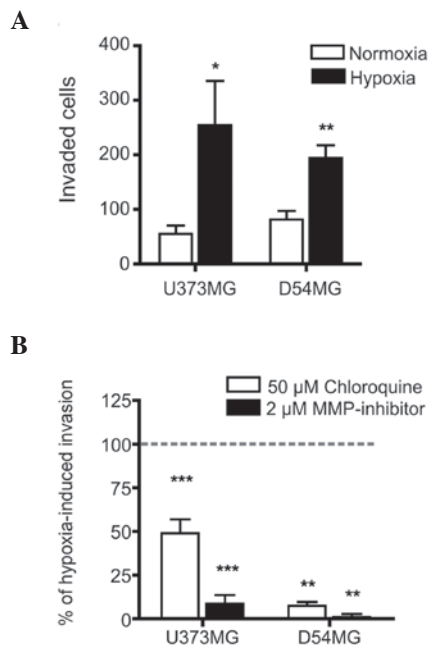 A
400
300
200
100
0
Invaded cells
Normoxia
Hypoxia
*
**
U373MG
D54MG
B
125
100
75
50
25
0
% of hypoxia-induced invasion
50 µM Chloroquine
2 µM MMP-inhibitor
***
***
**
**
U373MG
D54MG